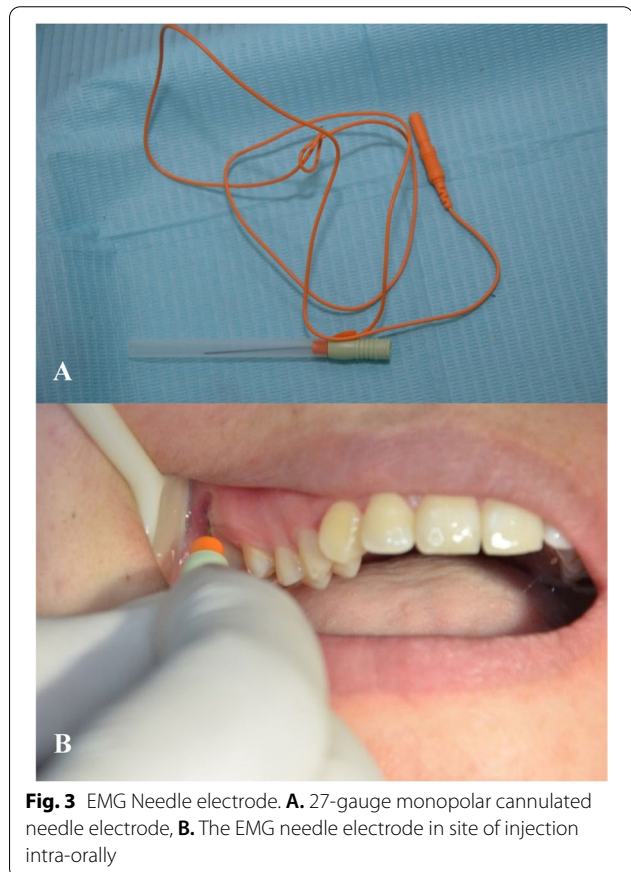 A
B
Fig. 3 EMG Needle electrode. A. 27-gauge monopolar cannulated
needle electrode, B. The EMG needle electrode in site of injection
intra-orally